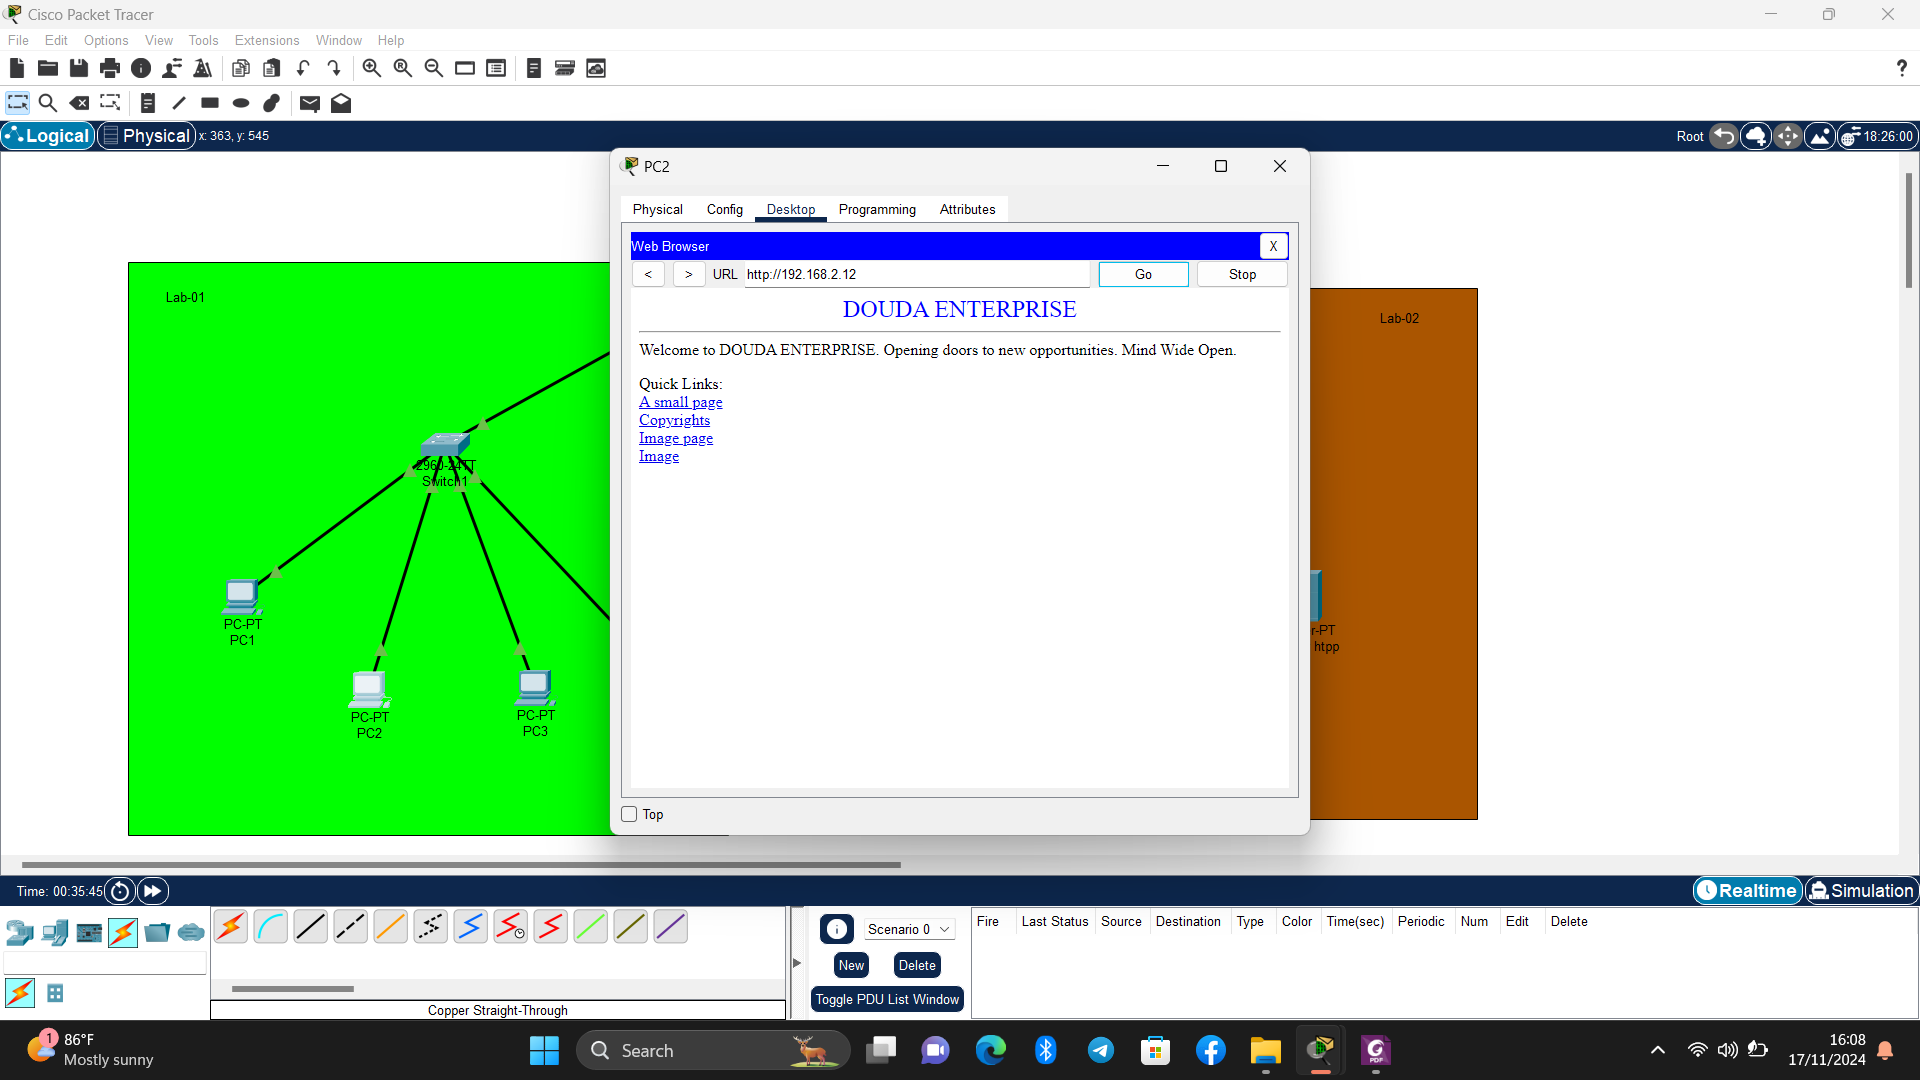 Cisco Packet Tracer
File Edit Options View Tools Extensions Window Help
?
Logical Physical x: 363, y: 545
Root 18:26:00
Lab-01
2960-24TT
Switch1
PC-PT
PC1
PC-PT
PC2
PC-PT
PC3
PC2
Physical Config Desktop Programming Attributes
Web Browser X
< > URL http://192.168.2.12 Go Stop
DOUDA ENTERPRISE
Welcome to DOUDA ENTERPRISE. Opening doors to new opportunities. Mind Wide Open.
Quick Links:
A small page
Copyrights
Image page
Image
Top
Lab-02
r-PT
htpp
Time: 00:35:45
Realtime Simulation
Scenario 0
New Delete
Toggle PDU List Window
Fire Last Status Source Destination Type Color Time(sec) Periodic Num Edit Delete
Copper Straight-Through
1
86°F
Mostly sunny
Search
PDF
16:08
17/11/2024